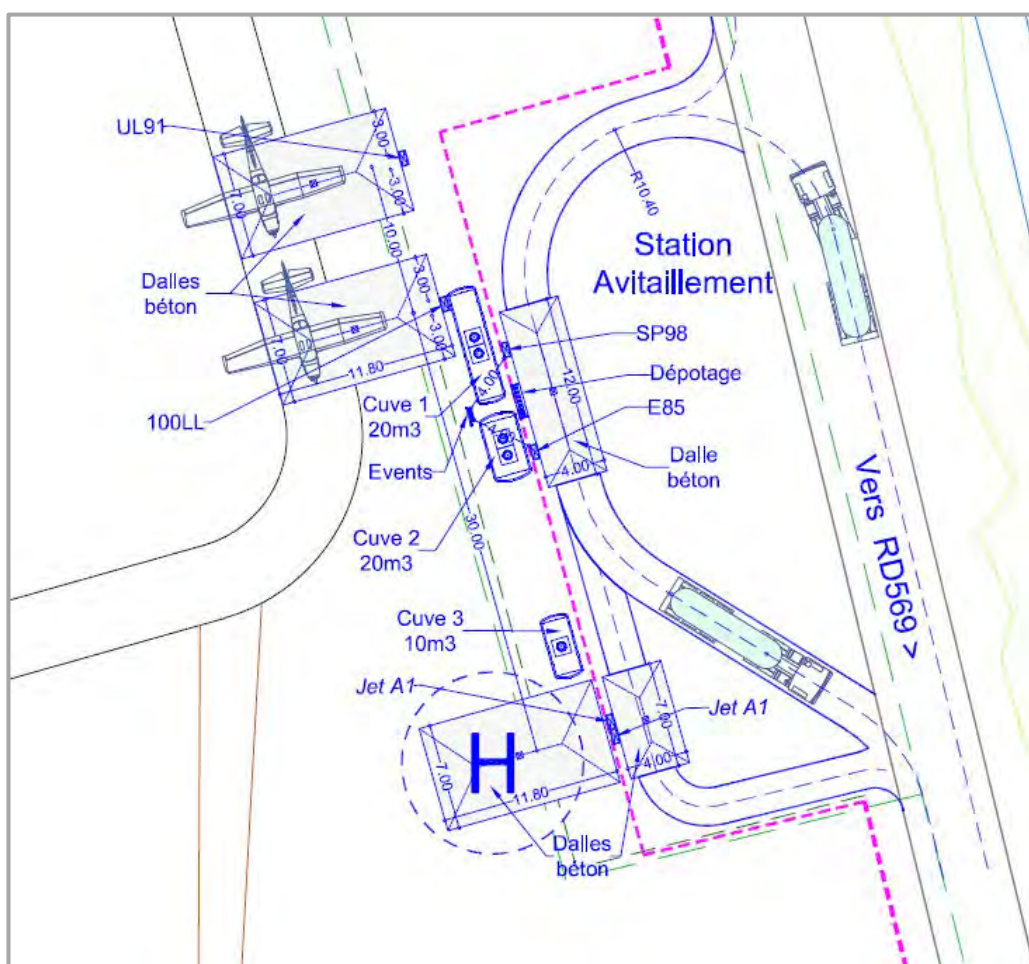 UL91
3.00
3.00
7.00
10.00
R10.40
Station
Avitaillement
Dalles
béton
3.00
3.00
7.00
11.80
100LL
Cuve 1
20m3
4.00
SP98
Dépotage
12.00
E85
Events
Dalle
béton
4.00
Cuve 2
20m3
30.00
Vers RD569 >
Cuve 3
10m3
Jet A1
Jet A1
7.00
4.00
H
7.00
11.80
Dalles
béton